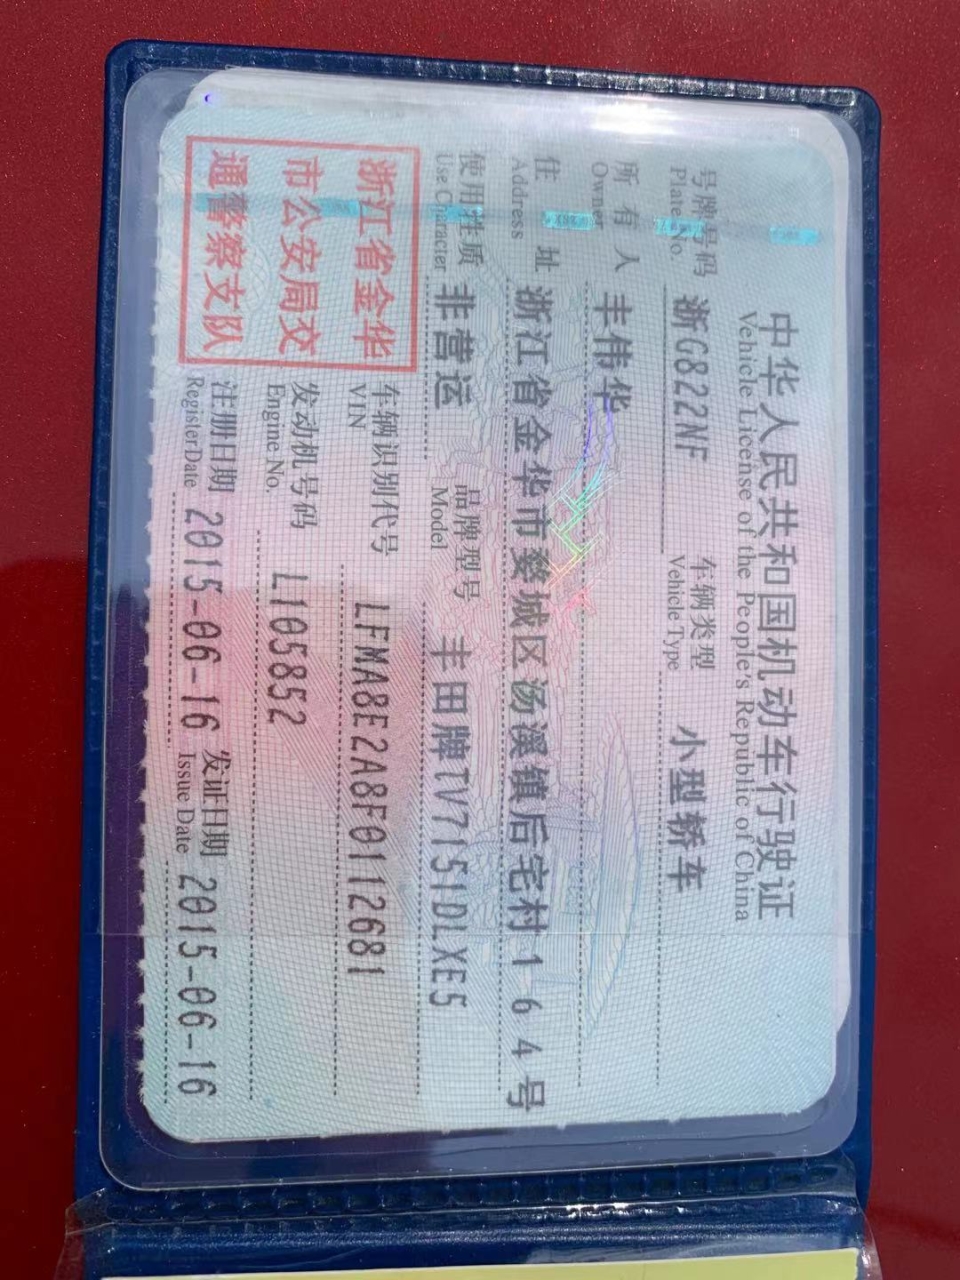 中华人民共和国机动车行驶证
Vehicle License of the People's Republic of China
号牌号码 浙G822NF 车辆类型 小型轿车
Plate No. Vehicle Type
所有人 丰伟华
Owner
住址 浙江省金华市婺城区汤溪镇后宅村164号
Address
使用性质 非营运 品牌型号 丰田牌TV7151DLXE5
Use Character Model
浙江省金华
市公安局交
通警察支队
车辆识别代号 LFMA8E2A8F0112681
VIN
发动机号码 L105852
Engine No.
注册日期 2015-06-16 发证日期 2015-06-16
Register Date Issue Date